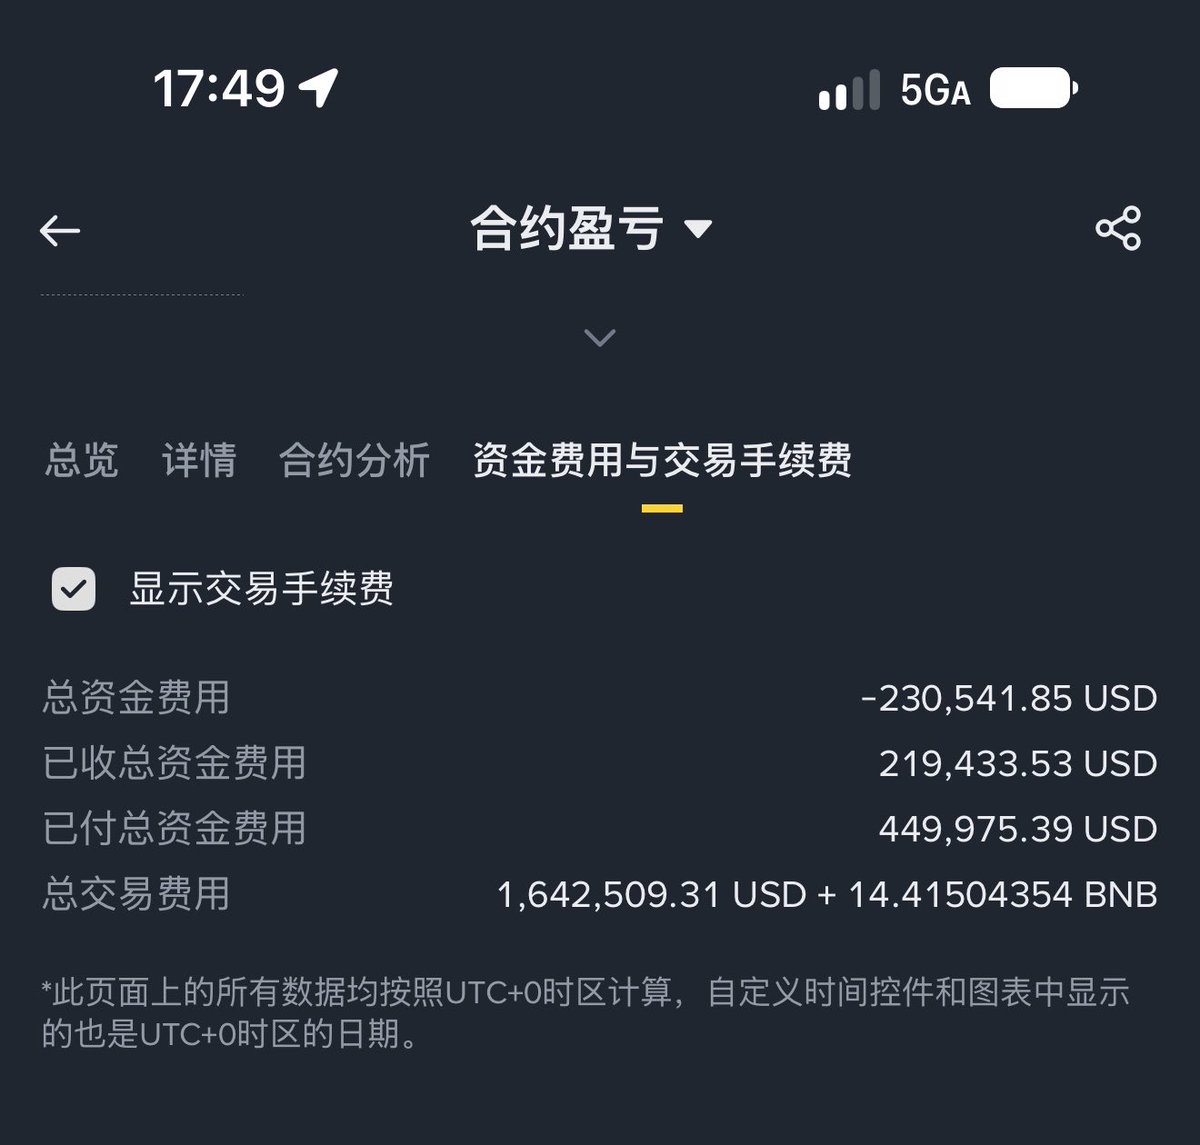 17:49
5GA
合约盈亏
总览 详情 合约分析 资金费用与交易手续费
显示交易手续费
总资金费用 -230,541.85 USD
已收总资金费用 219,433.53 USD
已付总资金费用 449,975.39 USD
总交易费用 1,642,509.31 USD + 14.41504354 BNB
*此页面上的所有数据均按照UTC+0时区计算，自定义时间控件和图表中显示
的也是UTC+0时区的日期。